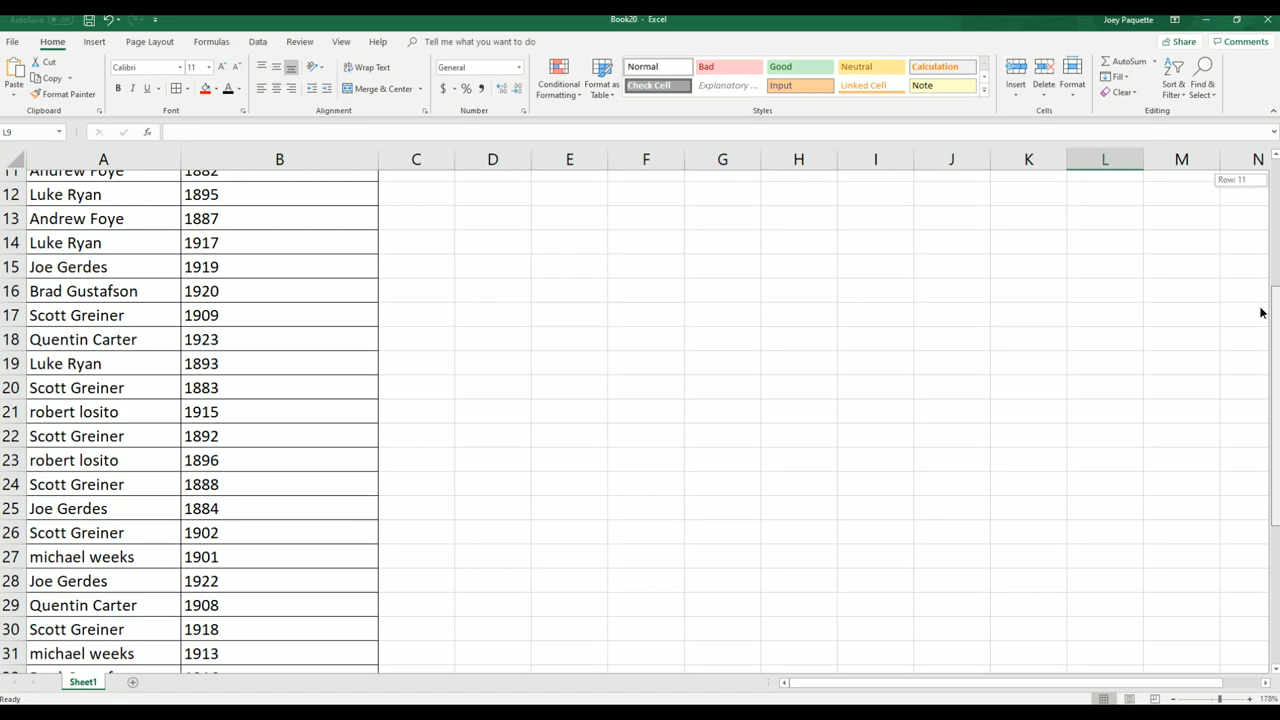 AutoSave Off Book20 - Excel Joey Paquette
File Home Insert Page Layout Formulas Data Review View Help Tell me what you want to do Share Comments
Paste Cut Copy Format Painter Clipboard
Calibri 11 A A B I U A Font
Wrap Text Merge & Center Alignment
General $ % Number
Conditional Formatting Format as Table
Normal Bad Good Neutral Calculation
Check Cell Explanatory ... Input Linked Cell Note
Styles
Insert Delete Format Cells
AutoSum Fill Clear Sort & Filter Find & Select Editing
L9 fx
A B C D E F G H I J K L M N
Row: 11
11 Andrew Foye 1882
12 Luke Ryan 1895
13 Andrew Foye 1887
14 Luke Ryan 1917
15 Joe Gerdes 1919
16 Brad Gustafson 1920
17 Scott Greiner 1909
18 Quentin Carter 1923
19 Luke Ryan 1893
20 Scott Greiner 1883
21 robert losito 1915
22 Scott Greiner 1892
23 robert losito 1896
24 Scott Greiner 1888
25 Joe Gerdes 1884
26 Scott Greiner 1902
27 michael weeks 1901
28 Joe Gerdes 1922
29 Quentin Carter 1908
30 Scott Greiner 1918
31 michael weeks 1913
Sheet1
Ready 178%